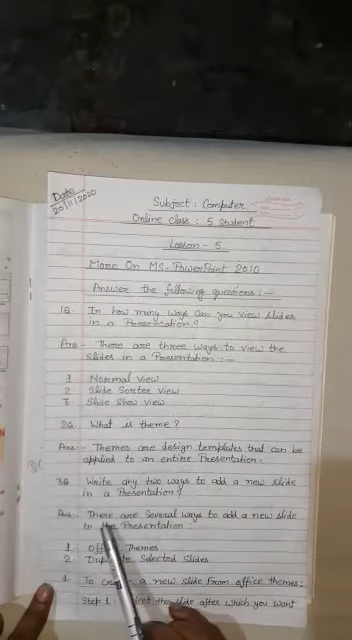 Date
20/11/2020
Subject : Computer
Online Class : 5 Student
Lesson - 5
More On MS-PowerPoint 2010
Answer the following questions :-
1Q. In how many ways can you view slides
in a Presentation?
Ans :- There are three ways to view the
slides in a Presentation :-
1 Normal View
2 Slide Sorter View
3. Slide Show View
2Q. What is theme?
Ans:- Themes are design templates that can be
applied to an entire Presentation.
3Q Write any two ways to add a new slide
in a Presentation?
Ans:- There are Several ways to add a new slide
to the Presentation :
1. Themes
2 Selected Slides
1. To a new slide From office themes:
Step 1 : the slide after which you want